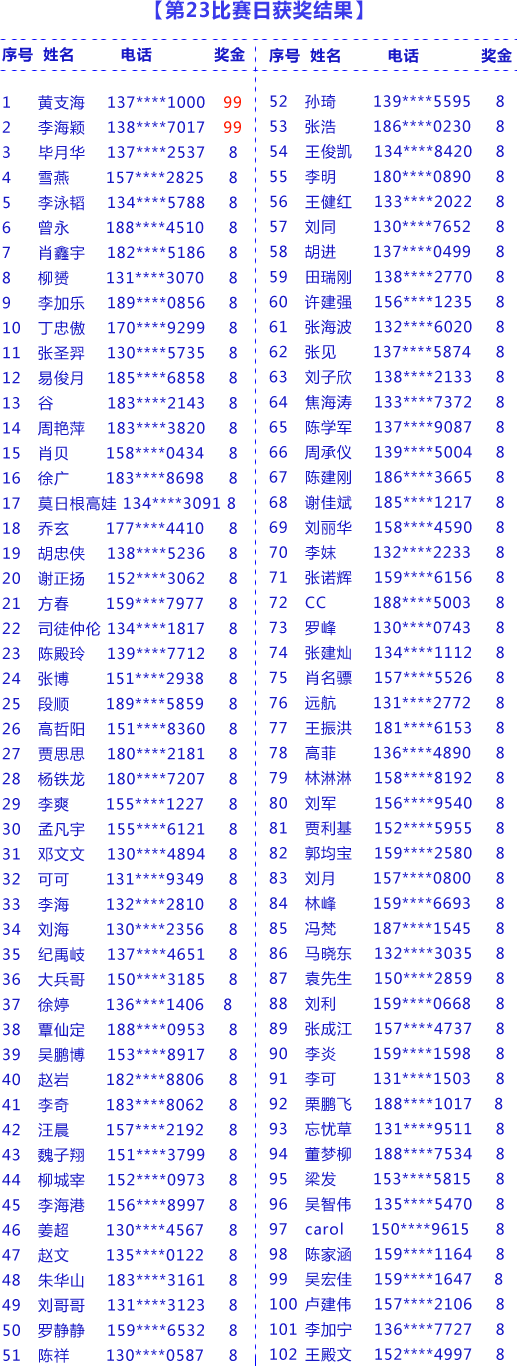 【第23比赛日获奖结果】
序号 姓名 电话 奖金
1 黄支海 137****1000 99
2 李海颖 138****7017 99
3 毕月华 137****2537 8
4 雪燕 157****2825 8
5 李泳韬 134****5788 8
6 曾永 188****4510 8
7 肖鑫宇 182****5186 8
8 柳赟 131****3070 8
9 李加乐 189****0856 8
10 丁忠傲 170****9299 8
11 张圣羿 130****5735 8
12 易俊月 185****6858 8
13 谷 183****2143 8
14 周艳萍 183****3820 8
15 肖贝 158****0434 8
16 徐广 183****8698 8
17 莫日根高娃 134****3091 8
18 乔玄 177****4410 8
19 胡忠侠 138****5236 8
20 谢正扬 152****3062 8
21 方春 159****7977 8
22 司徒仲伦 134****1817 8
23 陈殿玲 139****7712 8
24 张博 151****2938 8
25 段顺 189****5859 8
26 高哲阳 151****8360 8
27 贾思思 180****2181 8
28 杨铁龙 180****7207 8
29 李爽 155****1227 8
30 孟凡宇 155****6121 8
31 邓文文 130****4894 8
32 可可 131****9349 8
33 李海 132****2810 8
34 刘海 130****2356 8
35 纪禹岐 137****4651 8
36 大兵哥 150****3185 8
37 徐婷 136****1406 8
38 覃仙定 188****0953 8
39 吴鹏博 153****8917 8
40 赵岩 182****8806 8
41 李奇 183****8062 8
42 汪晨 157****2192 8
43 魏子翔 151****3799 8
44 柳城宰 152****0973 8
45 李海港 156****8997 8
46 姜超 130****4567 8
47 赵文 135****0122 8
48 朱华山 183****3161 8
49 刘哥哥 131****3123 8
50 罗静静 159****6532 8
51 陈祥 130****0587 8
序号 姓名 电话 奖金
52 孙琦 139****5595 8
53 张浩 186****0230 8
54 王俊凯 134****8420 8
55 李明 180****0890 8
56 王健红 133****2022 8
57 刘同 130****7652 8
58 胡进 137****0499 8
59 田瑞刚 138****2770 8
60 许建强 156****1235 8
61 张海波 132****6020 8
62 张见 137****5874 8
63 刘子欣 138****2133 8
64 焦海涛 133****7372 8
65 陈学军 137****9087 8
66 周承仪 139****5004 8
67 陈建刚 186****3665 8
68 谢佳斌 185****1217 8
69 刘丽华 158****4590 8
70 李妹 132****2233 8
71 张诺辉 159****6156 8
72 CC 188****5003 8
73 罗峰 130****0743 8
74 张建灿 134****1112 8
75 肖名骠 157****5526 8
76 远航 131****2772 8
77 王振洪 181****6153 8
78 高菲 136****4890 8
79 林淋淋 158****8192 8
80 刘军 156****9540 8
81 贾利基 152****5955 8
82 郭均宝 159****2580 8
83 刘月 157****0800 8
84 林峰 159****6693 8
85 冯梵 187****1545 8
86 马晓东 132****3035 8
87 袁先生 150****2859 8
88 刘利 159****0668 8
89 张成江 157****4737 8
90 李炎 159****1598 8
91 李可 131****1503 8
92 栗鹏飞 188****1017 8
93 忘忧草 131****9511 8
94 董梦柳 188****7534 8
95 梁发 153****5815 8
96 吴智伟 135****5470 8
97 carol 150****9615 8
98 陈家涵 159****1164 8
99 吴宏佳 159****1647 8
100 卢建伟 157****2106 8
101 李加宁 136****7727 8
102 王殿文 152****4997 8